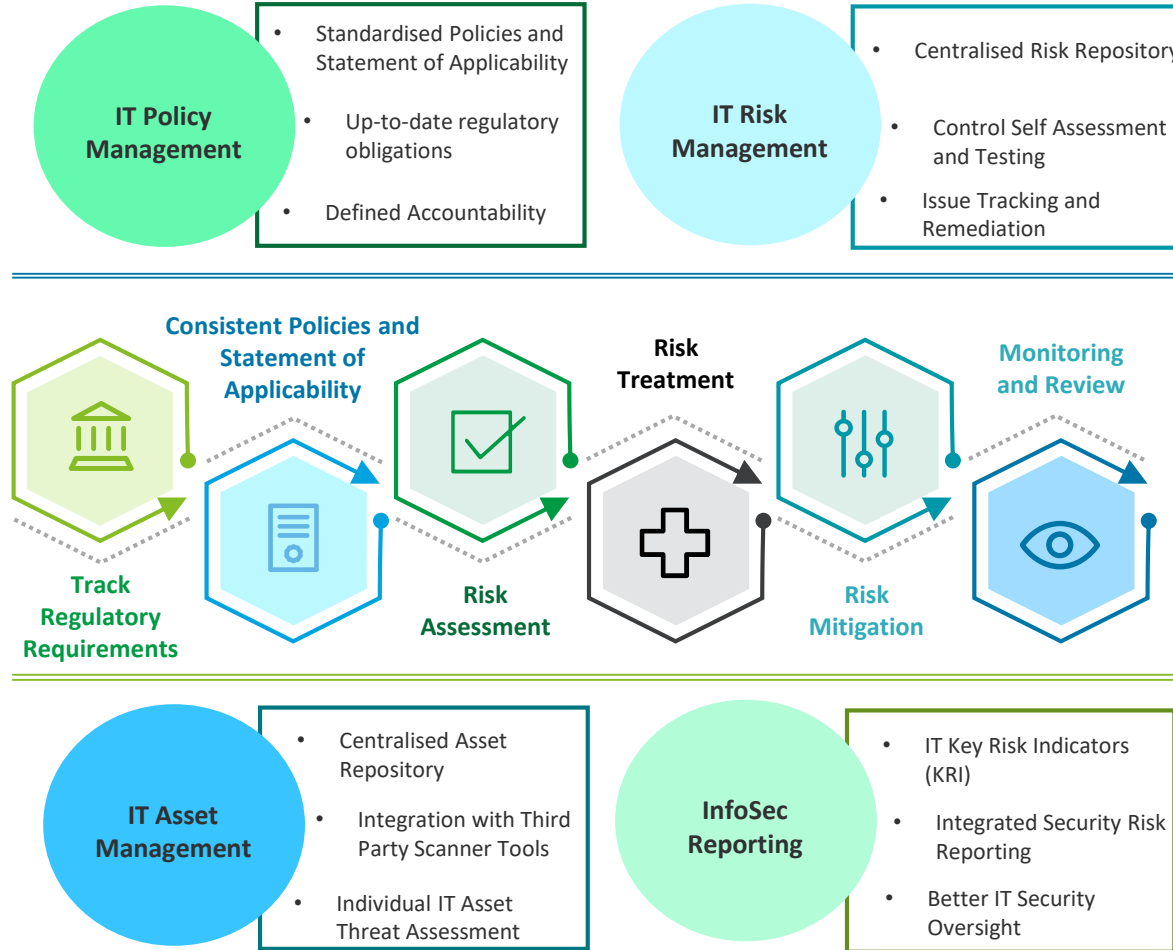 IT Policy
Management
• Standardised Policies and
Statement of Applicability
• Up-to-date regulatory
obligations
• Defined Accountability
IT Risk
Management
• Centralised Risk Repository
• Control Self Assessment
and Testing
• Issue Tracking and
Remediation
Track
Regulatory
Requirements
Consistent Policies and
Statement of
Applicability
Risk
Assessment
Risk
Treatment
Risk
Mitigation
Monitoring
and Review
IT Asset
Management
• Centralised Asset
Repository
• Integration with Third
Party Scanner Tools
• Individual IT Asset
Threat Assessment
InfoSec
Reporting
• IT Key Risk Indicators
(KRI)
• Integrated Security Risk
Reporting
• Better IT Security
Oversight